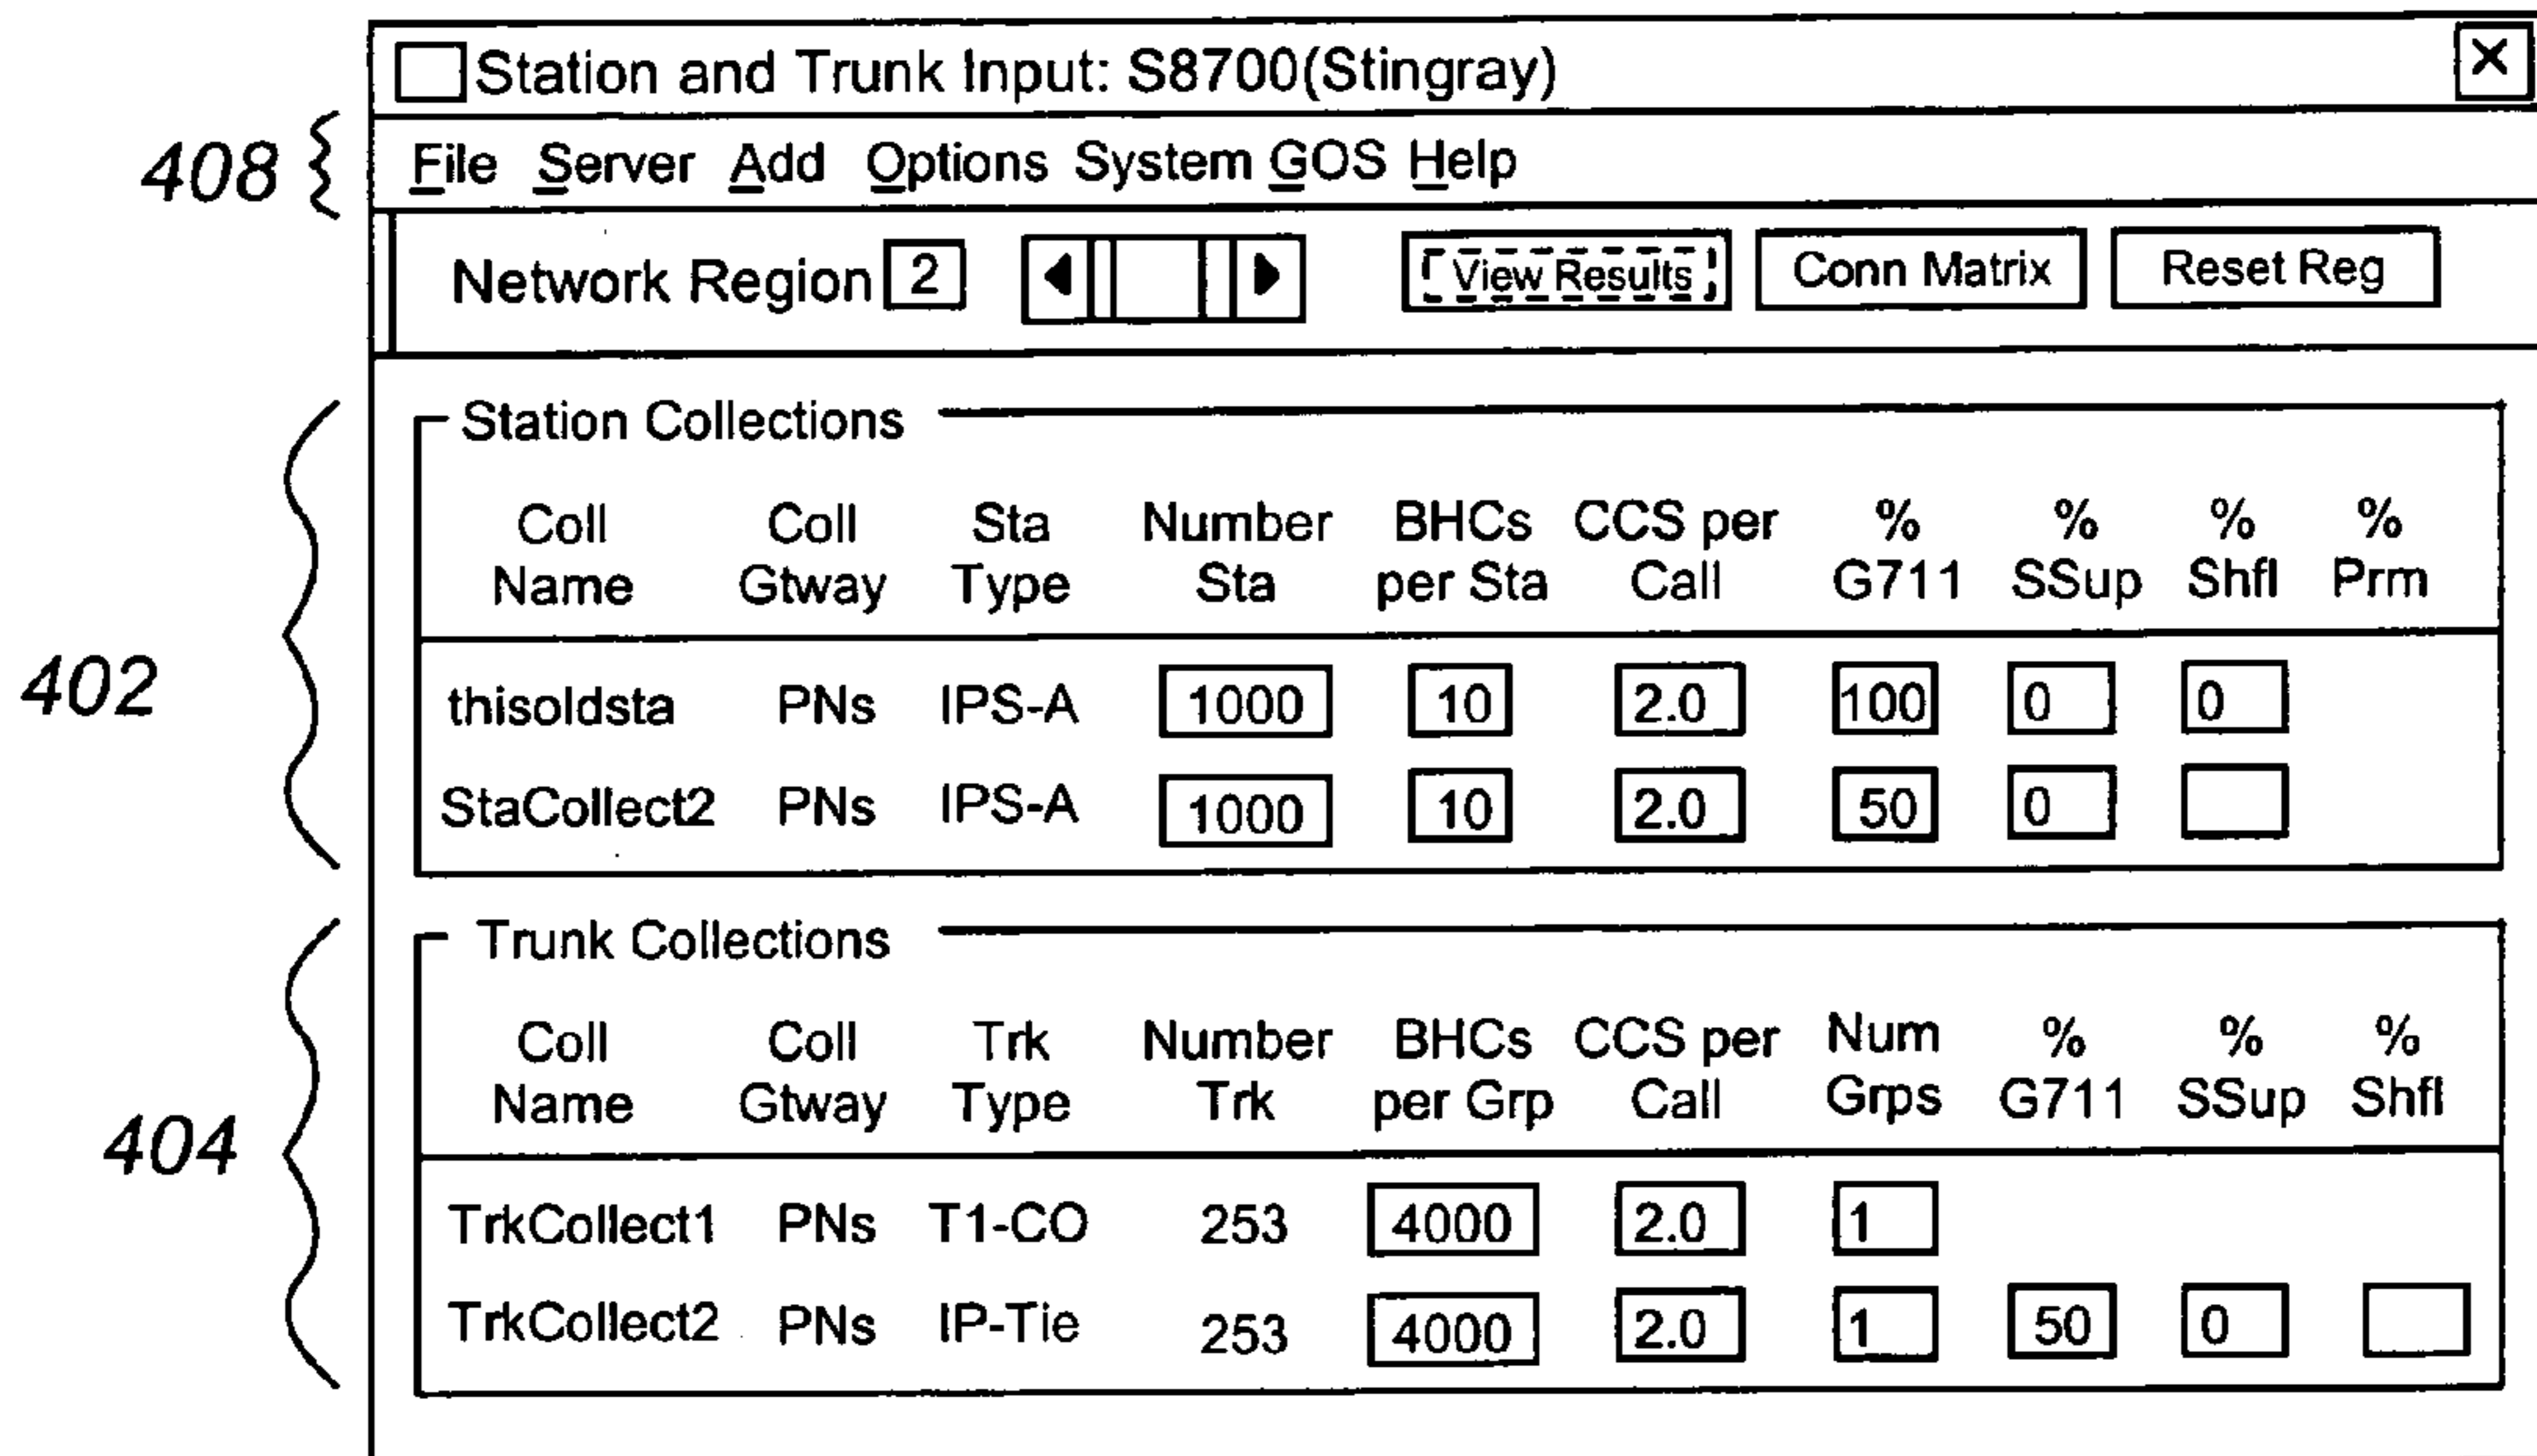 Station and Trunk Input: S8700(Stingray) X
408 File Server Add Options System GOS Help
Network Region 2 View Results Conn Matrix Reset Reg
Station Collections
Coll Coll Sta Number BHCs CCS per % % % %
Name Gtway Type Sta per Sta Call G711 SSup Shfl Prm
402
thisoldsta PNs IPS-A 1000 10 2.0 100 0 0
StaCollect2 PNs IPS-A 1000 10 2.0 50 0
Trunk Collections
Coll Coll Trk Number BHCs CCS per Num % % %
Name Gtway Type Trk per Grp Call Grps G711 SSup Shfl
404
TrkCollect1 PNs T1-CO 253 4000 2.0 1
TrkCollect2 PNs IP-Tie 253 4000 2.0 1 50 0